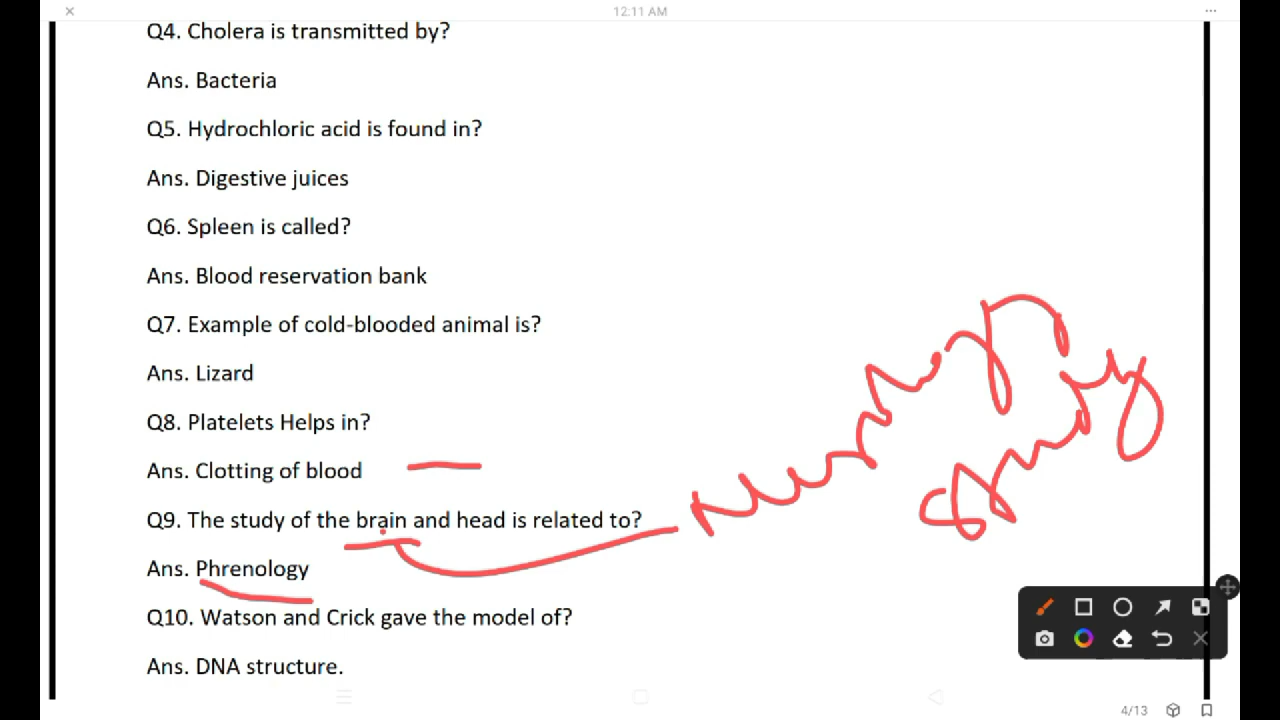 12:11 AM
Q4. Cholera is transmitted by?
Ans. Bacteria
Q5. Hydrochloric acid is found in?
Ans. Digestive juices
Q6. Spleen is called?
Ans. Blood reservation bank
Q7. Example of cold-blooded animal is?
Ans. Lizard
Q8. Platelets Helps in?
Ans. Clotting of blood
Q9. The study of the brain and head is related to?
Ans. Phrenology
Q10. Watson and Crick gave the model of?
Ans. DNA structure.
study
4/13